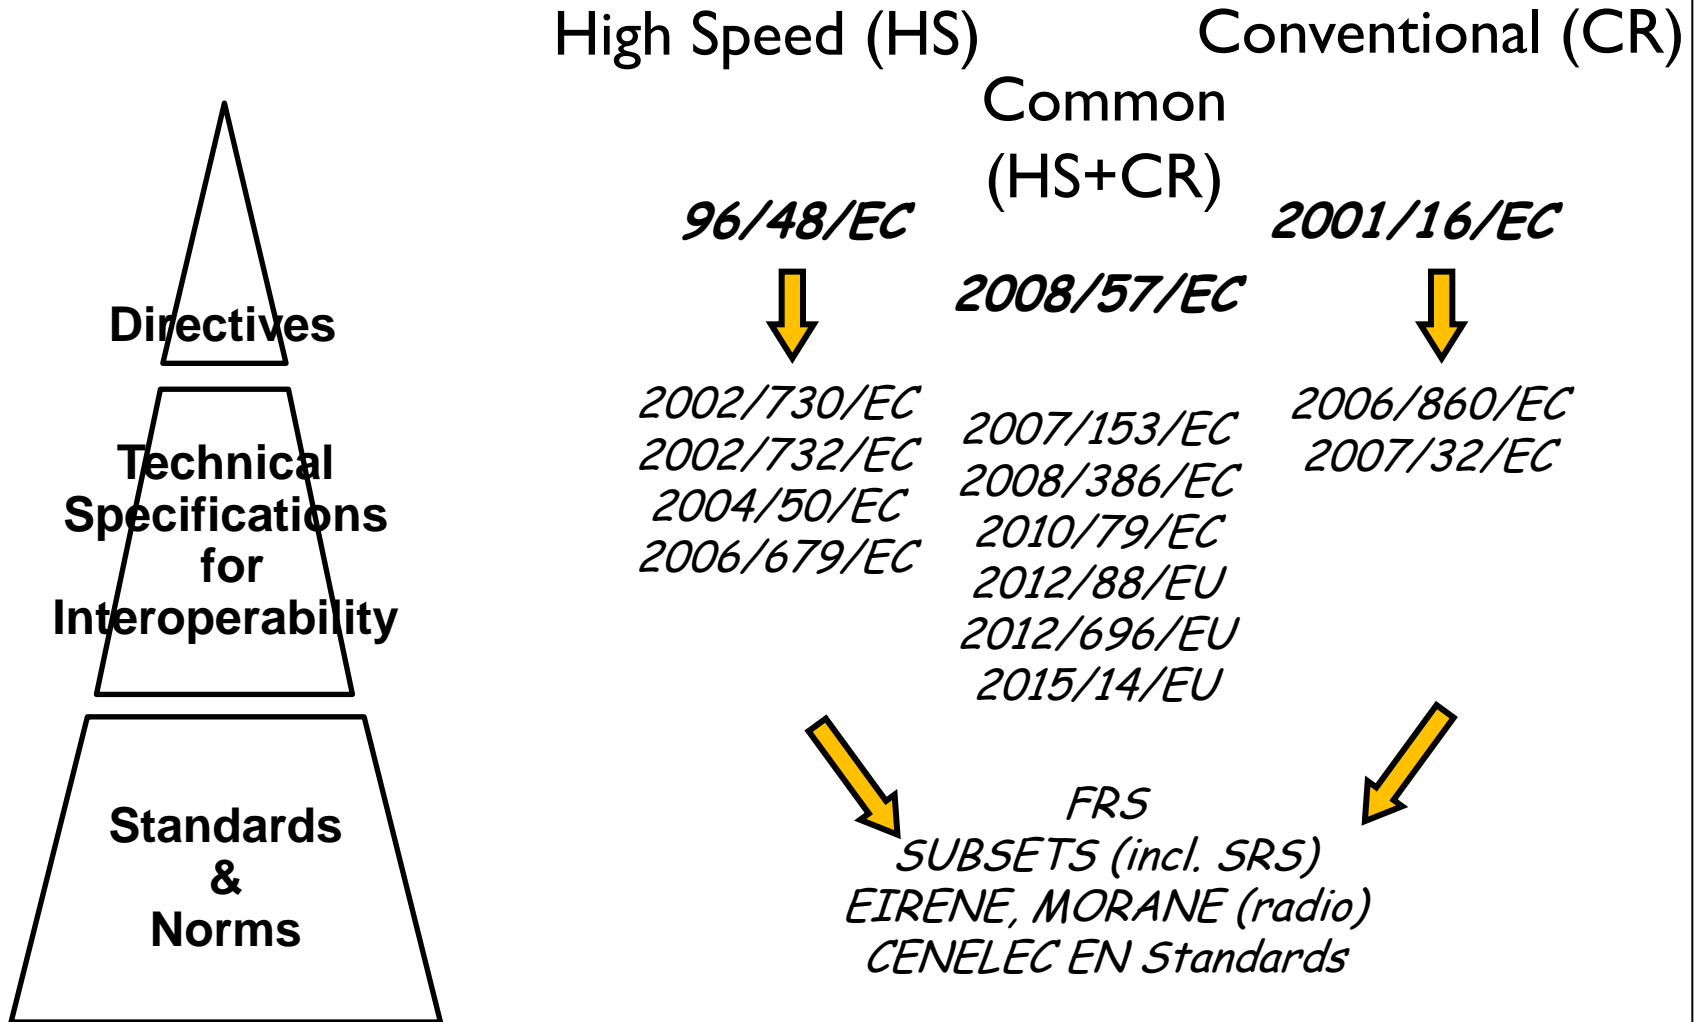 High Speed (HS)
Conventional (CR)
Common
(HS+CR)
96/48/EC
2001/16/EC
2008/57/EC
Directives
2002/730/EC
2002/732/EC
2004/50/EC
2006/679/EC
2007/153/EC
2008/386/EC
2010/79/EC
2012/88/EU
2012/696/EU
2015/14/EU
2006/860/EC
2007/32/EC
Technical
Specifications
for
Interoperability
Standards
&
Norms
FRS
SUBSETS (incl. SRS)
EIRENE, MORANE (radio)
CENELEC EN Standards